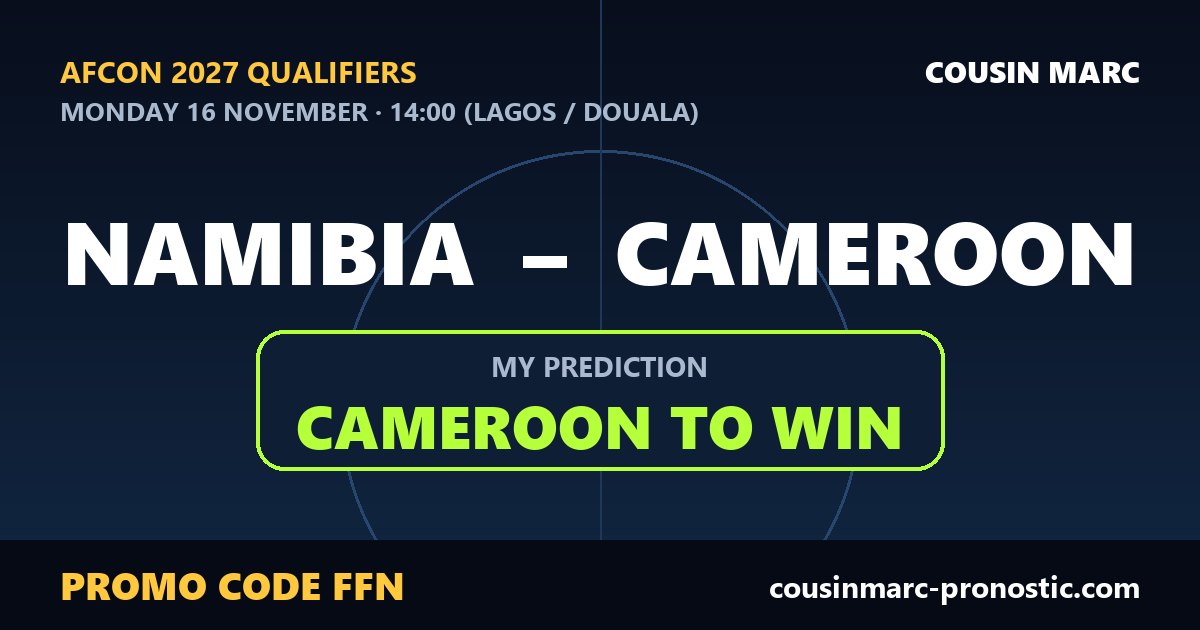 AFCON 2027 QUALIFIERS
COUSIN MARC
MONDAY 16 NOVEMBER · 14:00 (LAGOS / DOUALA)
NAMIBIA – CAMEROON
MY PREDICTION
CAMEROON TO WIN
PROMO CODE FFN
cousinmarc-pronostic.com